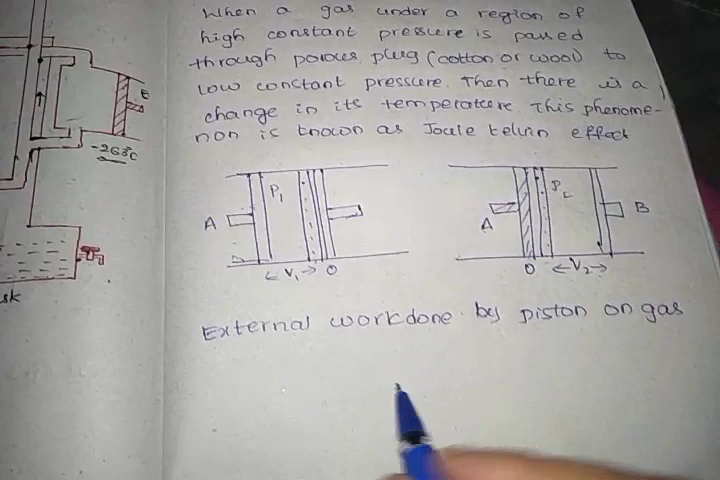 When a gas under a region of
high constant pressure is passed
through porous plug (cotton or wool) to
low constant pressure. Then there is a
change in its temperature. This phenome-
non is known as Joule kelvin effect
B
-263°C
sk
A
P1
← V1 → O
A
P2
B
O ← V2 →
External workdone by piston on gas